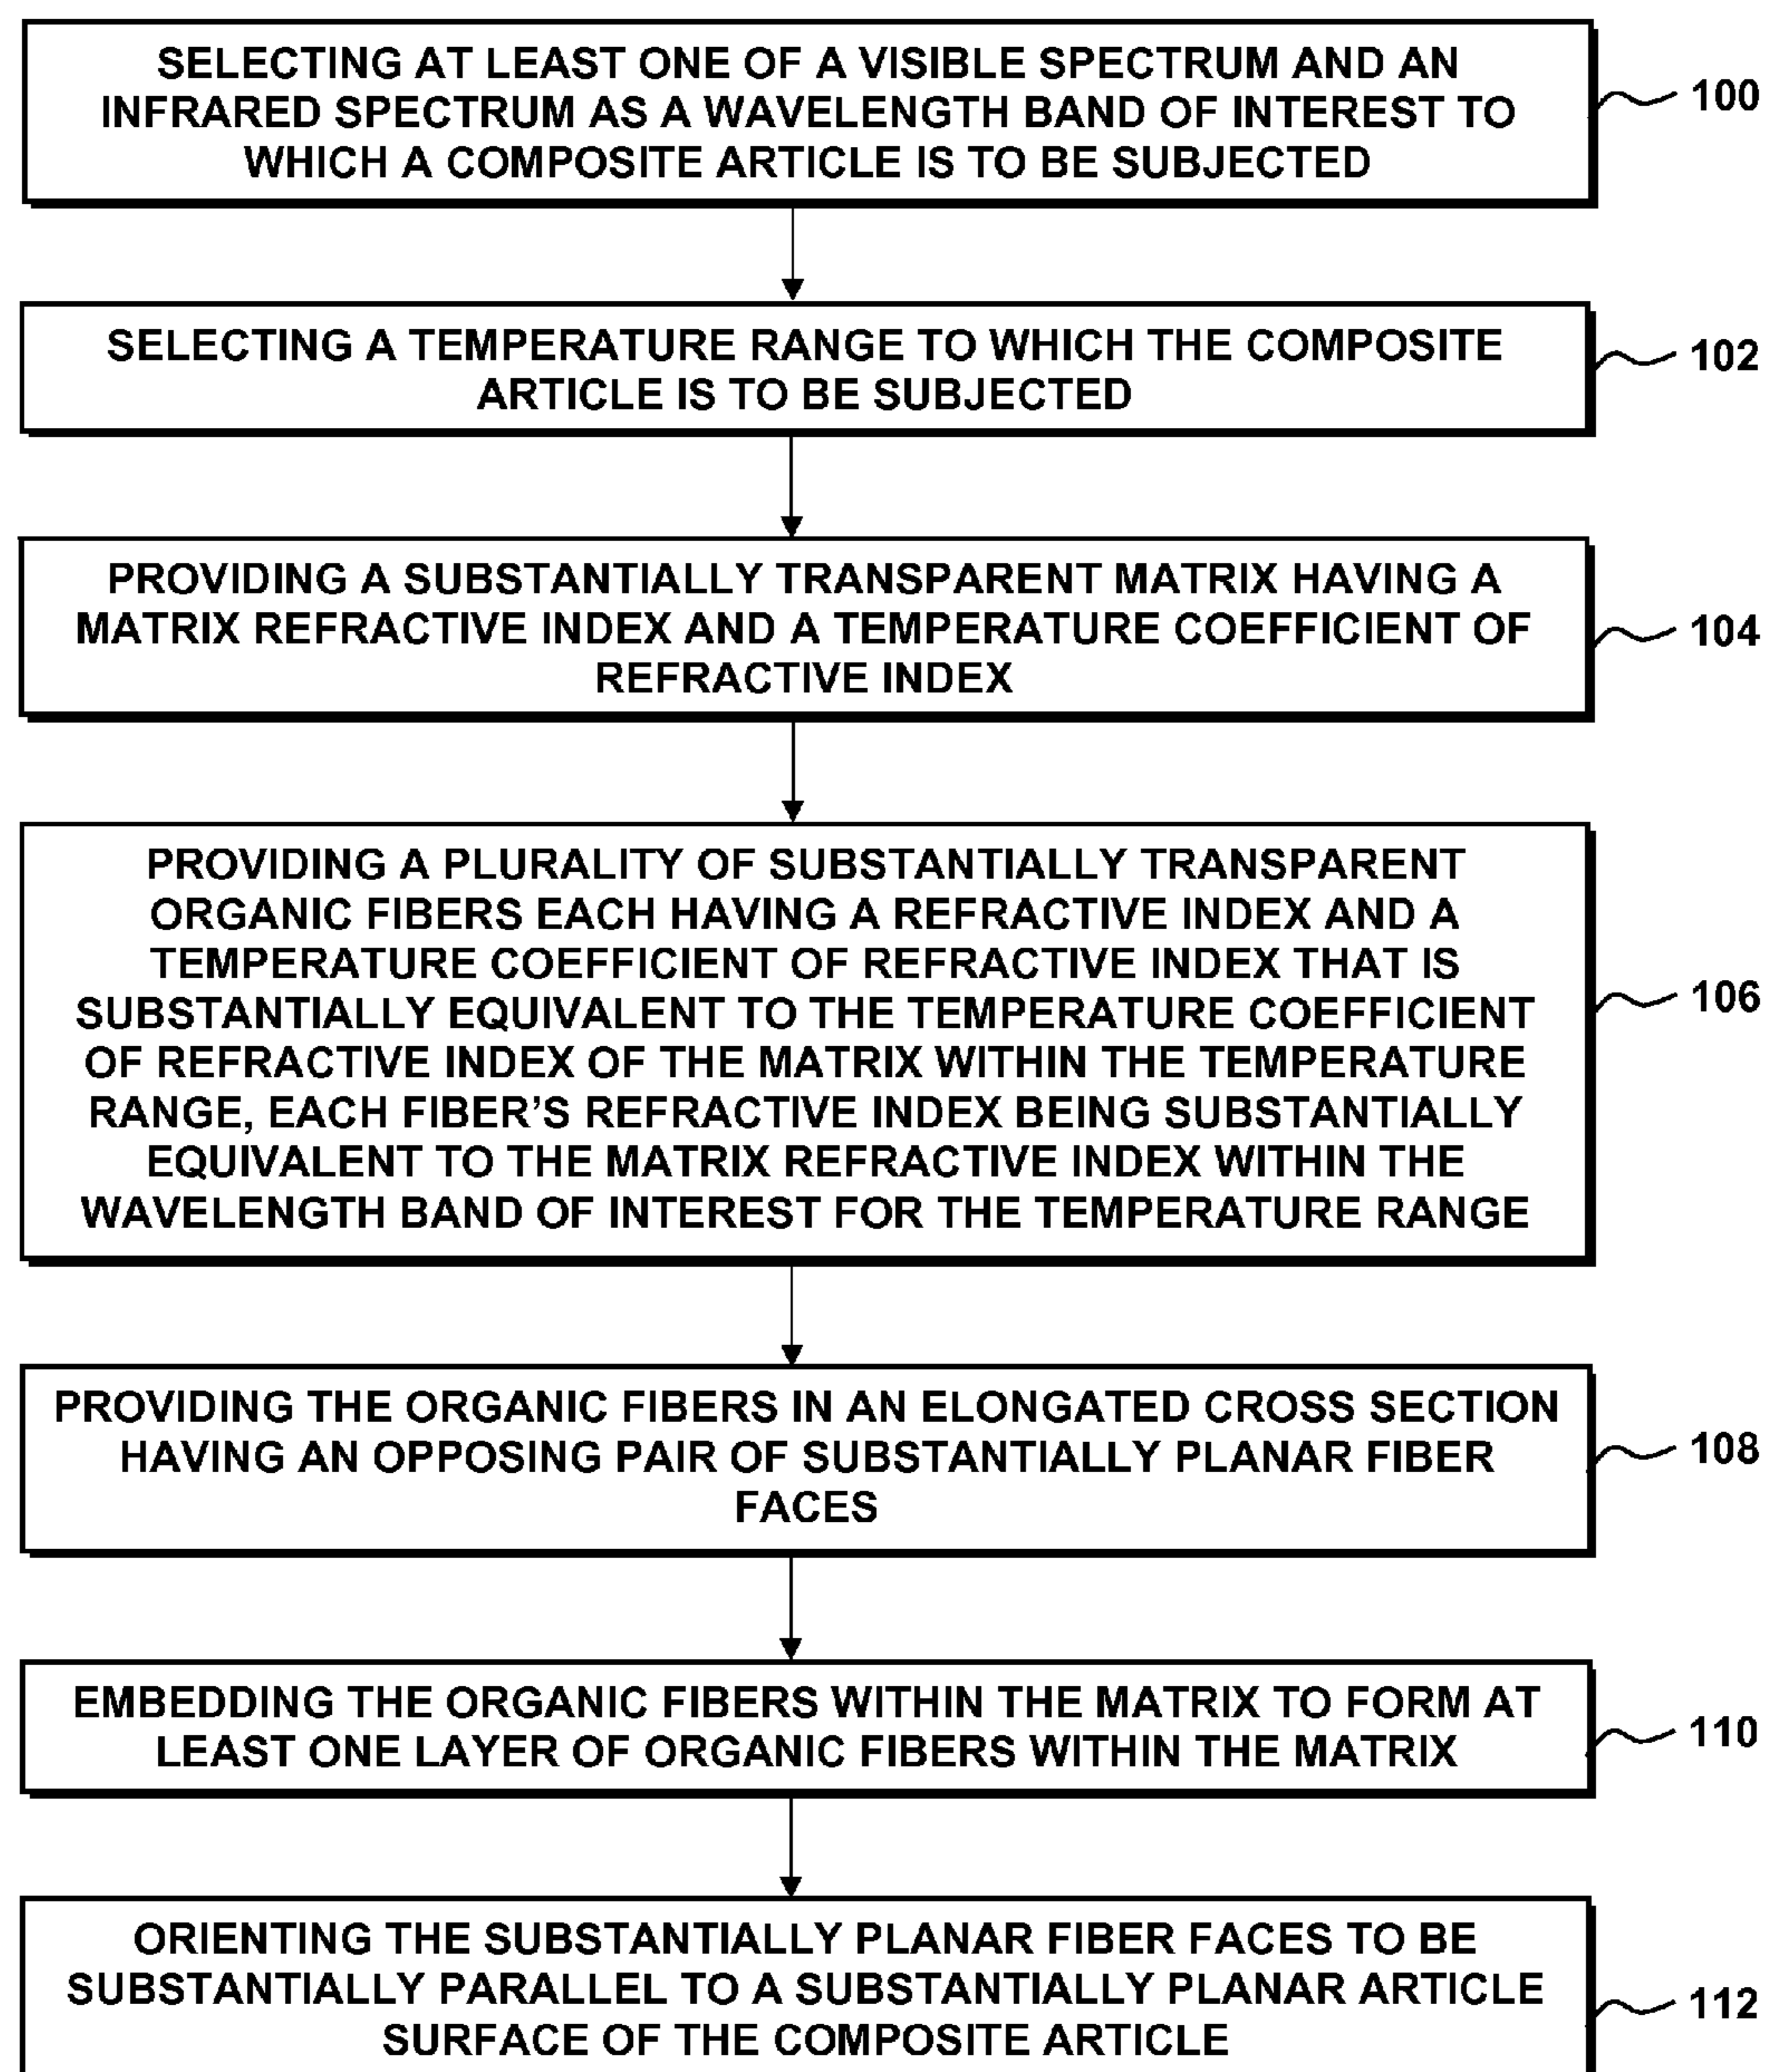 SELECTING AT LEAST ONE OF A VISIBLE SPECTRUM AND AN
INFRARED SPECTRUM AS A WAVELENGTH BAND OF INTEREST TO
WHICH A COMPOSITE ARTICLE IS TO BE SUBJECTED
100
SELECTING A TEMPERATURE RANGE TO WHICH THE COMPOSITE
ARTICLE IS TO BE SUBJECTED
102
PROVIDING A SUBSTANTIALLY TRANSPARENT MATRIX HAVING A
MATRIX REFRACTIVE INDEX AND A TEMPERATURE COEFFICIENT OF
REFRACTIVE INDEX
104
PROVIDING A PLURALITY OF SUBSTANTIALLY TRANSPARENT
ORGANIC FIBERS EACH HAVING A REFRACTIVE INDEX AND A
TEMPERATURE COEFFICIENT OF REFRACTIVE INDEX THAT IS
SUBSTANTIALLY EQUIVALENT TO THE TEMPERATURE COEFFICIENT
OF REFRACTIVE INDEX OF THE MATRIX WITHIN THE TEMPERATURE
RANGE, EACH FIBER’S REFRACTIVE INDEX BEING SUBSTANTIALLY
EQUIVALENT TO THE MATRIX REFRACTIVE INDEX WITHIN THE
WAVELENGTH BAND OF INTEREST FOR THE TEMPERATURE RANGE
106
PROVIDING THE ORGANIC FIBERS IN AN ELONGATED CROSS SECTION
HAVING AN OPPOSING PAIR OF SUBSTANTIALLY PLANAR FIBER
FACES
108
EMBEDDING THE ORGANIC FIBERS WITHIN THE MATRIX TO FORM AT
LEAST ONE LAYER OF ORGANIC FIBERS WITHIN THE MATRIX
110
ORIENTING THE SUBSTANTIALLY PLANAR FIBER FACES TO BE
SUBSTANTIALLY PARALLEL TO A SUBSTANTIALLY PLANAR ARTICLE
SURFACE OF THE COMPOSITE ARTICLE
112